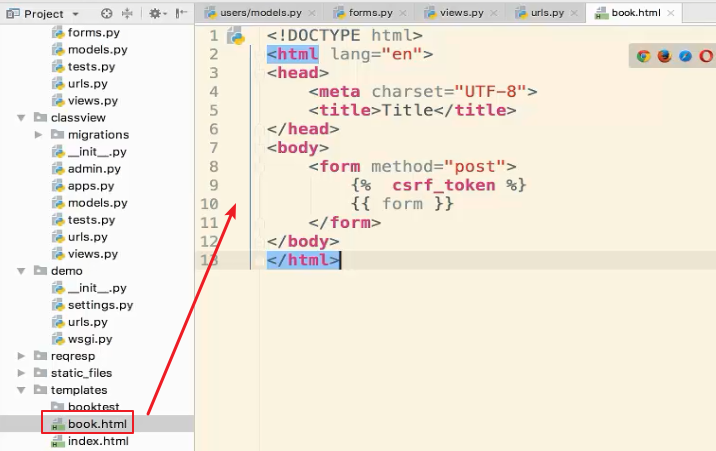 Project
users/models.py
forms.py
views.py
urls.py
book.html
forms.py
models.py
tests.py
urls.py
views.py
classview
migrations
__init__.py
admin.py
apps.py
models.py
tests.py
urls.py
views.py
demo
__init__.py
settings.py
urls.py
wsgi.py
reqresp
static_files
templates
booktest
book.html
index.html
1 <!DOCTYPE html>
2 <html lang="en">
3 <head>
4 <meta charset="UTF-8">
5 <title>Title</title>
6 </head>
7 <body>
8 <form method="post">
9 {% csrf_token %}
10 {{ form }}
11 </form>
12 </body>
13 </html>